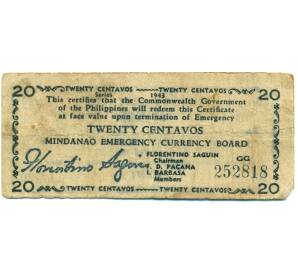 20 TWENTY CENTAVOS TWENTY CENTAVOS 20
Series 1943
This certifies that the Commonwealth Government
of the Philippines will redeem this Certificate
at face value upon termination of Emergency
TWENTY CENTAVOS
MINDANAO EMERGENCY CURRENCY BOARD
Florentino Saguin
FLORENTINO SAGUIN
Chairman
D. PACANA
I. BARBASA
Members
GG
252818
20 TWENTY CENTAVOS TWENTY CENTAVOS 20